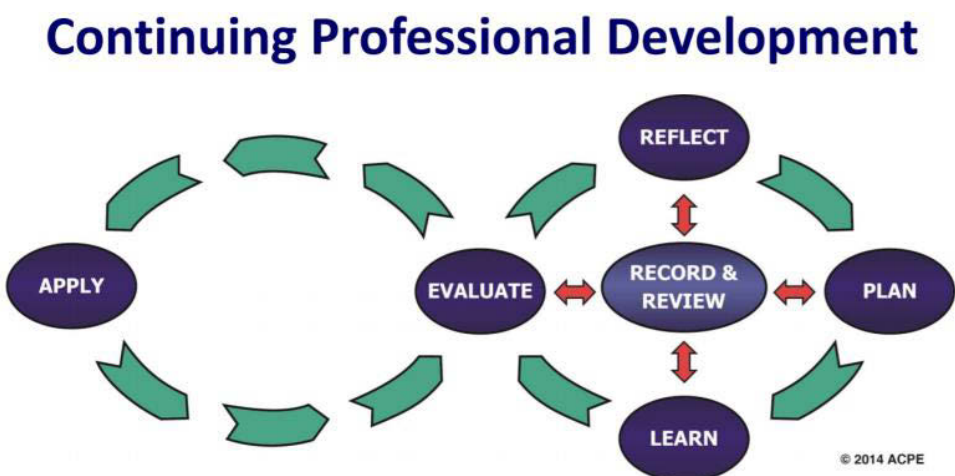 Continuing Professional Development
REFLECT
APPLY
EVALUATE
RECORD &
REVIEW
PLAN
LEARN
© 2014 ACPE